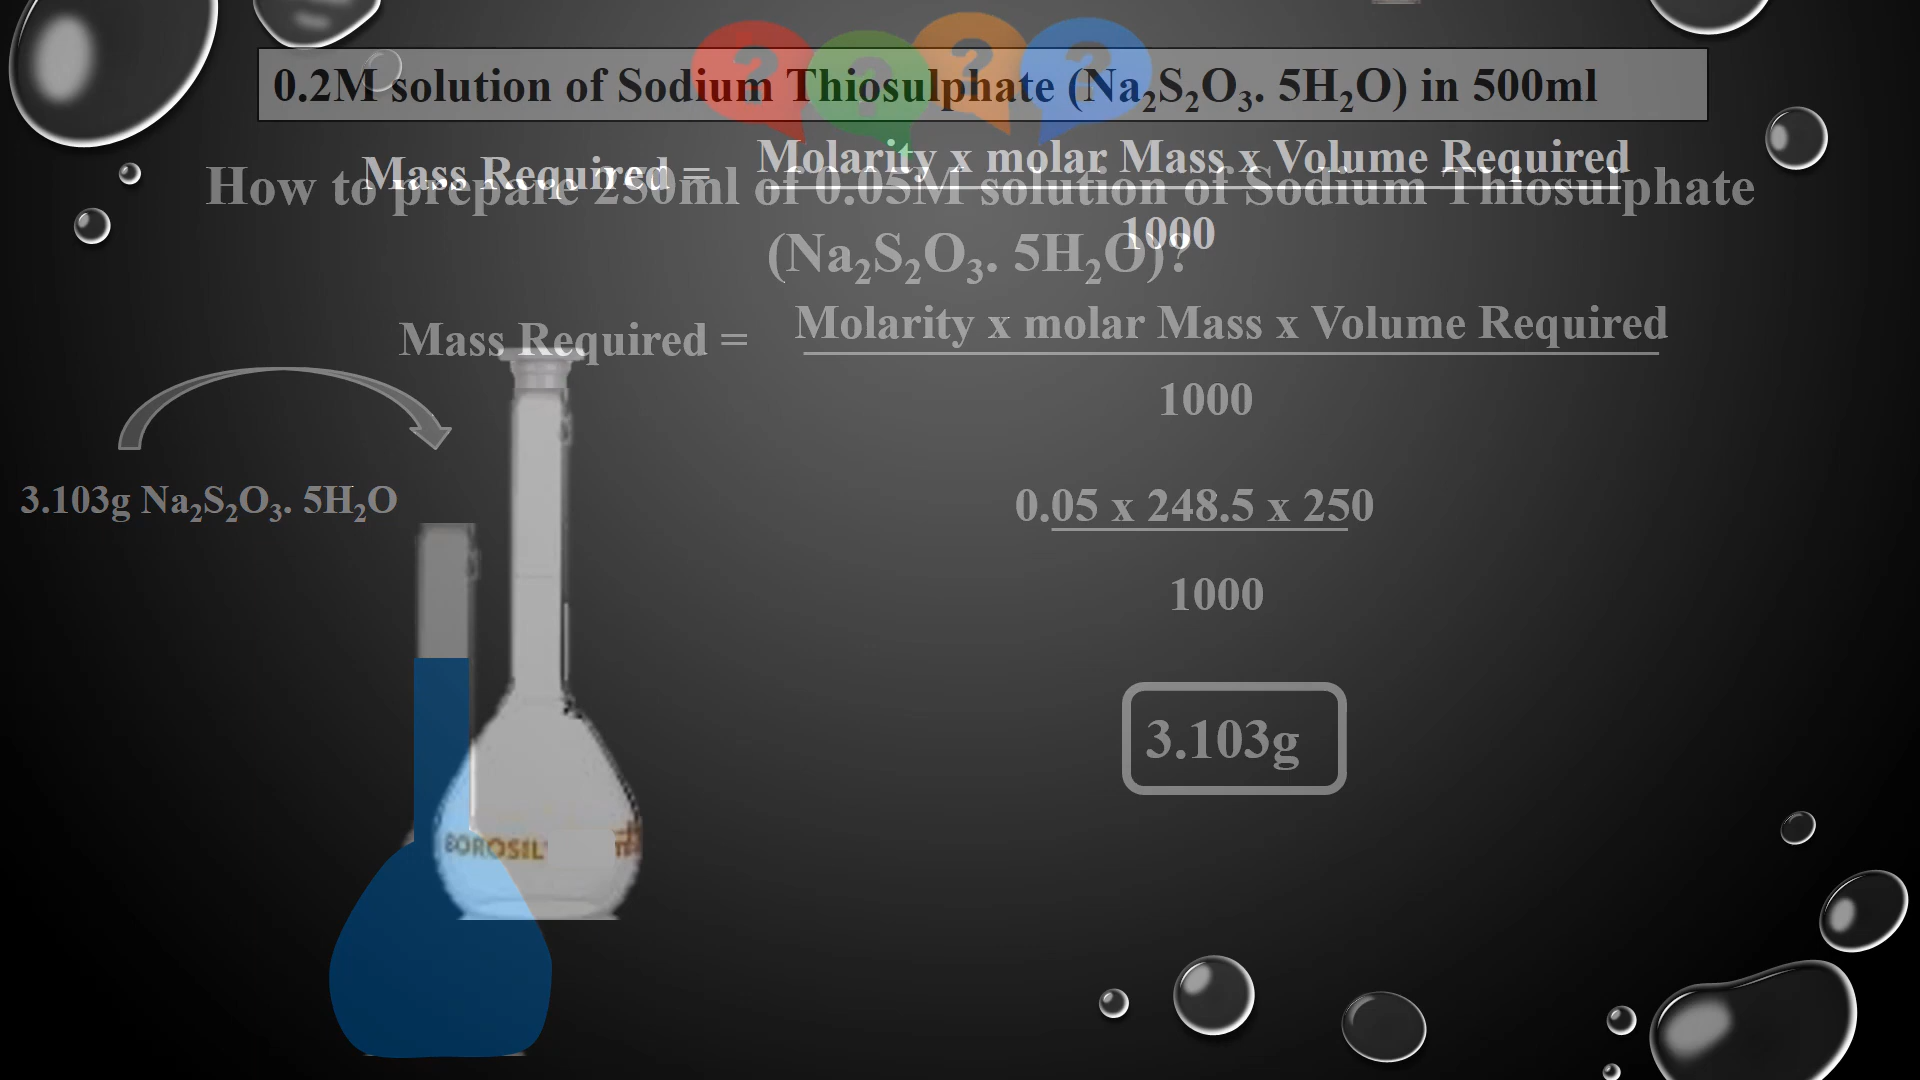 ? ? ? ?
0.2M solution of Sodium Thiosulphate (Na₂S₂O₃. 5H₂O) in 500ml
Mass Required = Molarity x molar Mass x Volume Required
1000
How to prepare 250ml of 0.05M solution of Sodium Thiosulphate
(Na₂S₂O₃. 5H₂O)?
Mass Required = Molarity x molar Mass x Volume Required
1000
3.103g Na₂S₂O₃. 5H₂O
0.05 x 248.5 x 250
1000
3.103g
BOROSIL